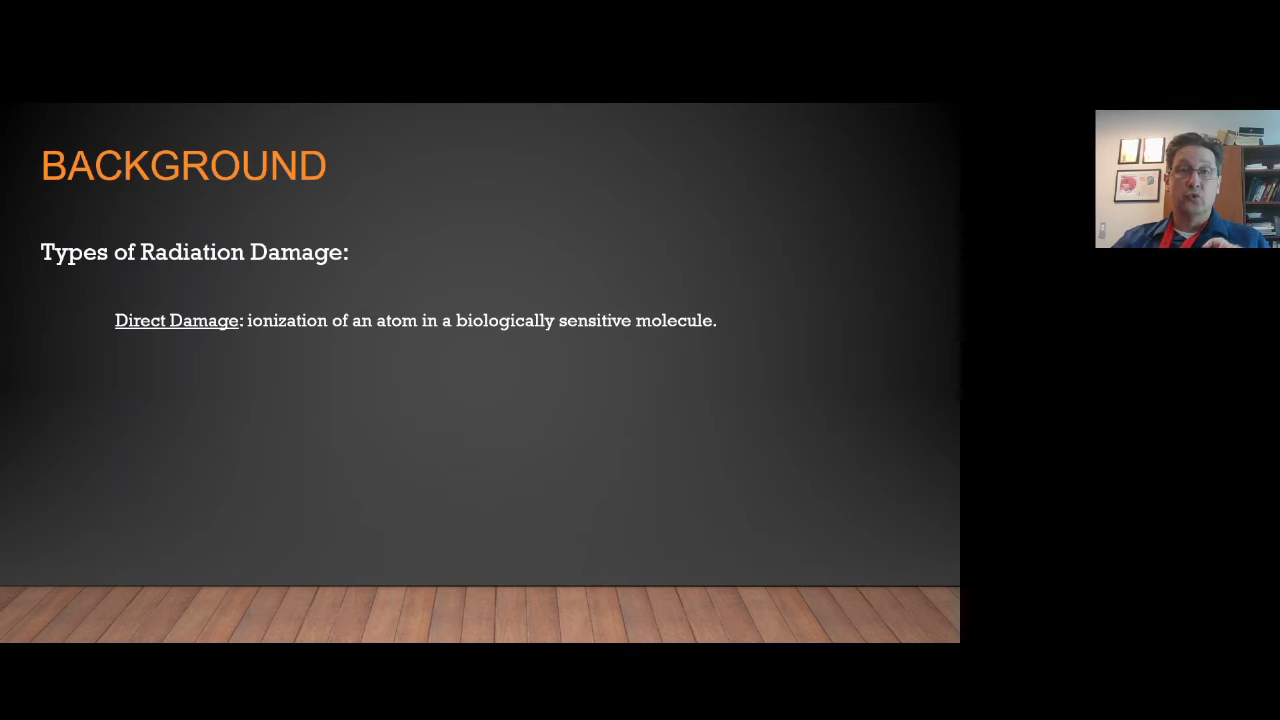 BACKGROUND
Types of Radiation Damage:
Direct Damage: ionization of an atom in a biologically sensitive molecule.